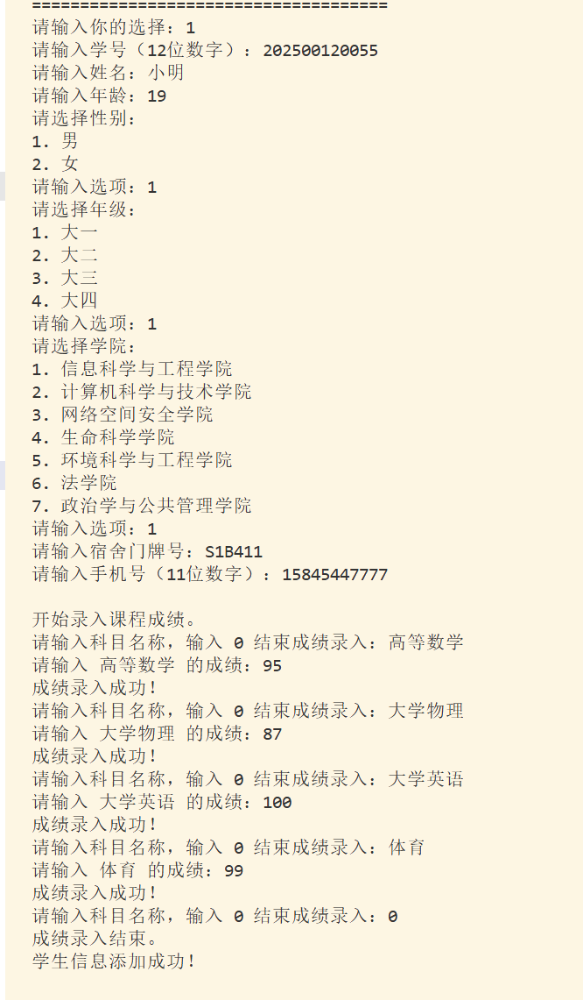 =====================================
请输入你的选择：1
请输入学号（12位数字）：202500120055
请输入姓名：小明
请输入年龄：19
请选择性别：
1. 男
2. 女
请输入选项：1
请选择年级：
1. 大一
2. 大二
3. 大三
4. 大四
请输入选项：1
请选择学院：
1. 信息科学与工程学院
2. 计算机科学与技术学院
3. 网络空间安全学院
4. 生命科学学院
5. 环境科学与工程学院
6. 法学院
7. 政治学与公共管理学院
请输入选项：1
请输入宿舍门牌号：S1B411
请输入手机号（11位数字）：15845447777
开始录入课程成绩。
请输入科目名称，输入 0 结束成绩录入：高等数学
请输入 高等数学 的成绩：95
成绩录入成功！
请输入科目名称，输入 0 结束成绩录入：大学物理
请输入 大学物理 的成绩：87
成绩录入成功！
请输入科目名称，输入 0 结束成绩录入：大学英语
请输入 大学英语 的成绩：100
成绩录入成功！
请输入科目名称，输入 0 结束成绩录入：体育
请输入 体育 的成绩：99
成绩录入成功！
请输入科目名称，输入 0 结束成绩录入：0
成绩录入结束。
学生信息添加成功！